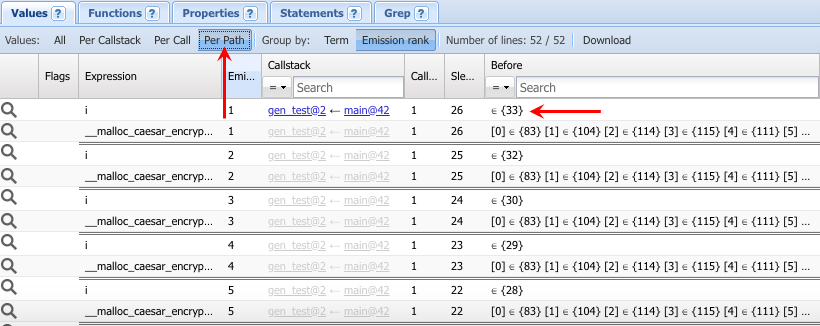 Values ? Functions ? Properties ? Statements ? Grep ?
Values: All Per Callstack Per Call Per Path Group by: Term Emission rank Number of lines: 52 / 52 Download
Flags Expression Emi... Callstack Call... Sle... Before
= Search = Search
i 1 gen_test@2 ← main@42 1 26 ∈ {33}
__malloc_caesar_encryp... 1 gen_test@2 ← main@42 1 26 [0] ∈ {83} [1] ∈ {104} [2] ∈ {114} [3] ∈ {115} [4] ∈ {111} [5] ...
i 2 gen_test@2 ← main@42 1 25 ∈ {32}
__malloc_caesar_encryp... 2 gen_test@2 ← main@42 1 25 [0] ∈ {83} [1] ∈ {104} [2] ∈ {114} [3] ∈ {115} [4] ∈ {111} [5] ...
i 3 gen_test@2 ← main@42 1 24 ∈ {30}
__malloc_caesar_encryp... 3 gen_test@2 ← main@42 1 24 [0] ∈ {83} [1] ∈ {104} [2] ∈ {114} [3] ∈ {115} [4] ∈ {111} [5] ...
i 4 gen_test@2 ← main@42 1 23 ∈ {29}
__malloc_caesar_encryp... 4 gen_test@2 ← main@42 1 23 [0] ∈ {83} [1] ∈ {104} [2] ∈ {114} [3] ∈ {115} [4] ∈ {111} [5] ...
i 5 gen_test@2 ← main@42 1 22 ∈ {28}
__malloc_caesar_encryp... 5 gen_test@2 ← main@42 1 22 [0] ∈ {83} [1] ∈ {104} [2] ∈ {114} [3] ∈ {115} [4] ∈ {111} [5] ...